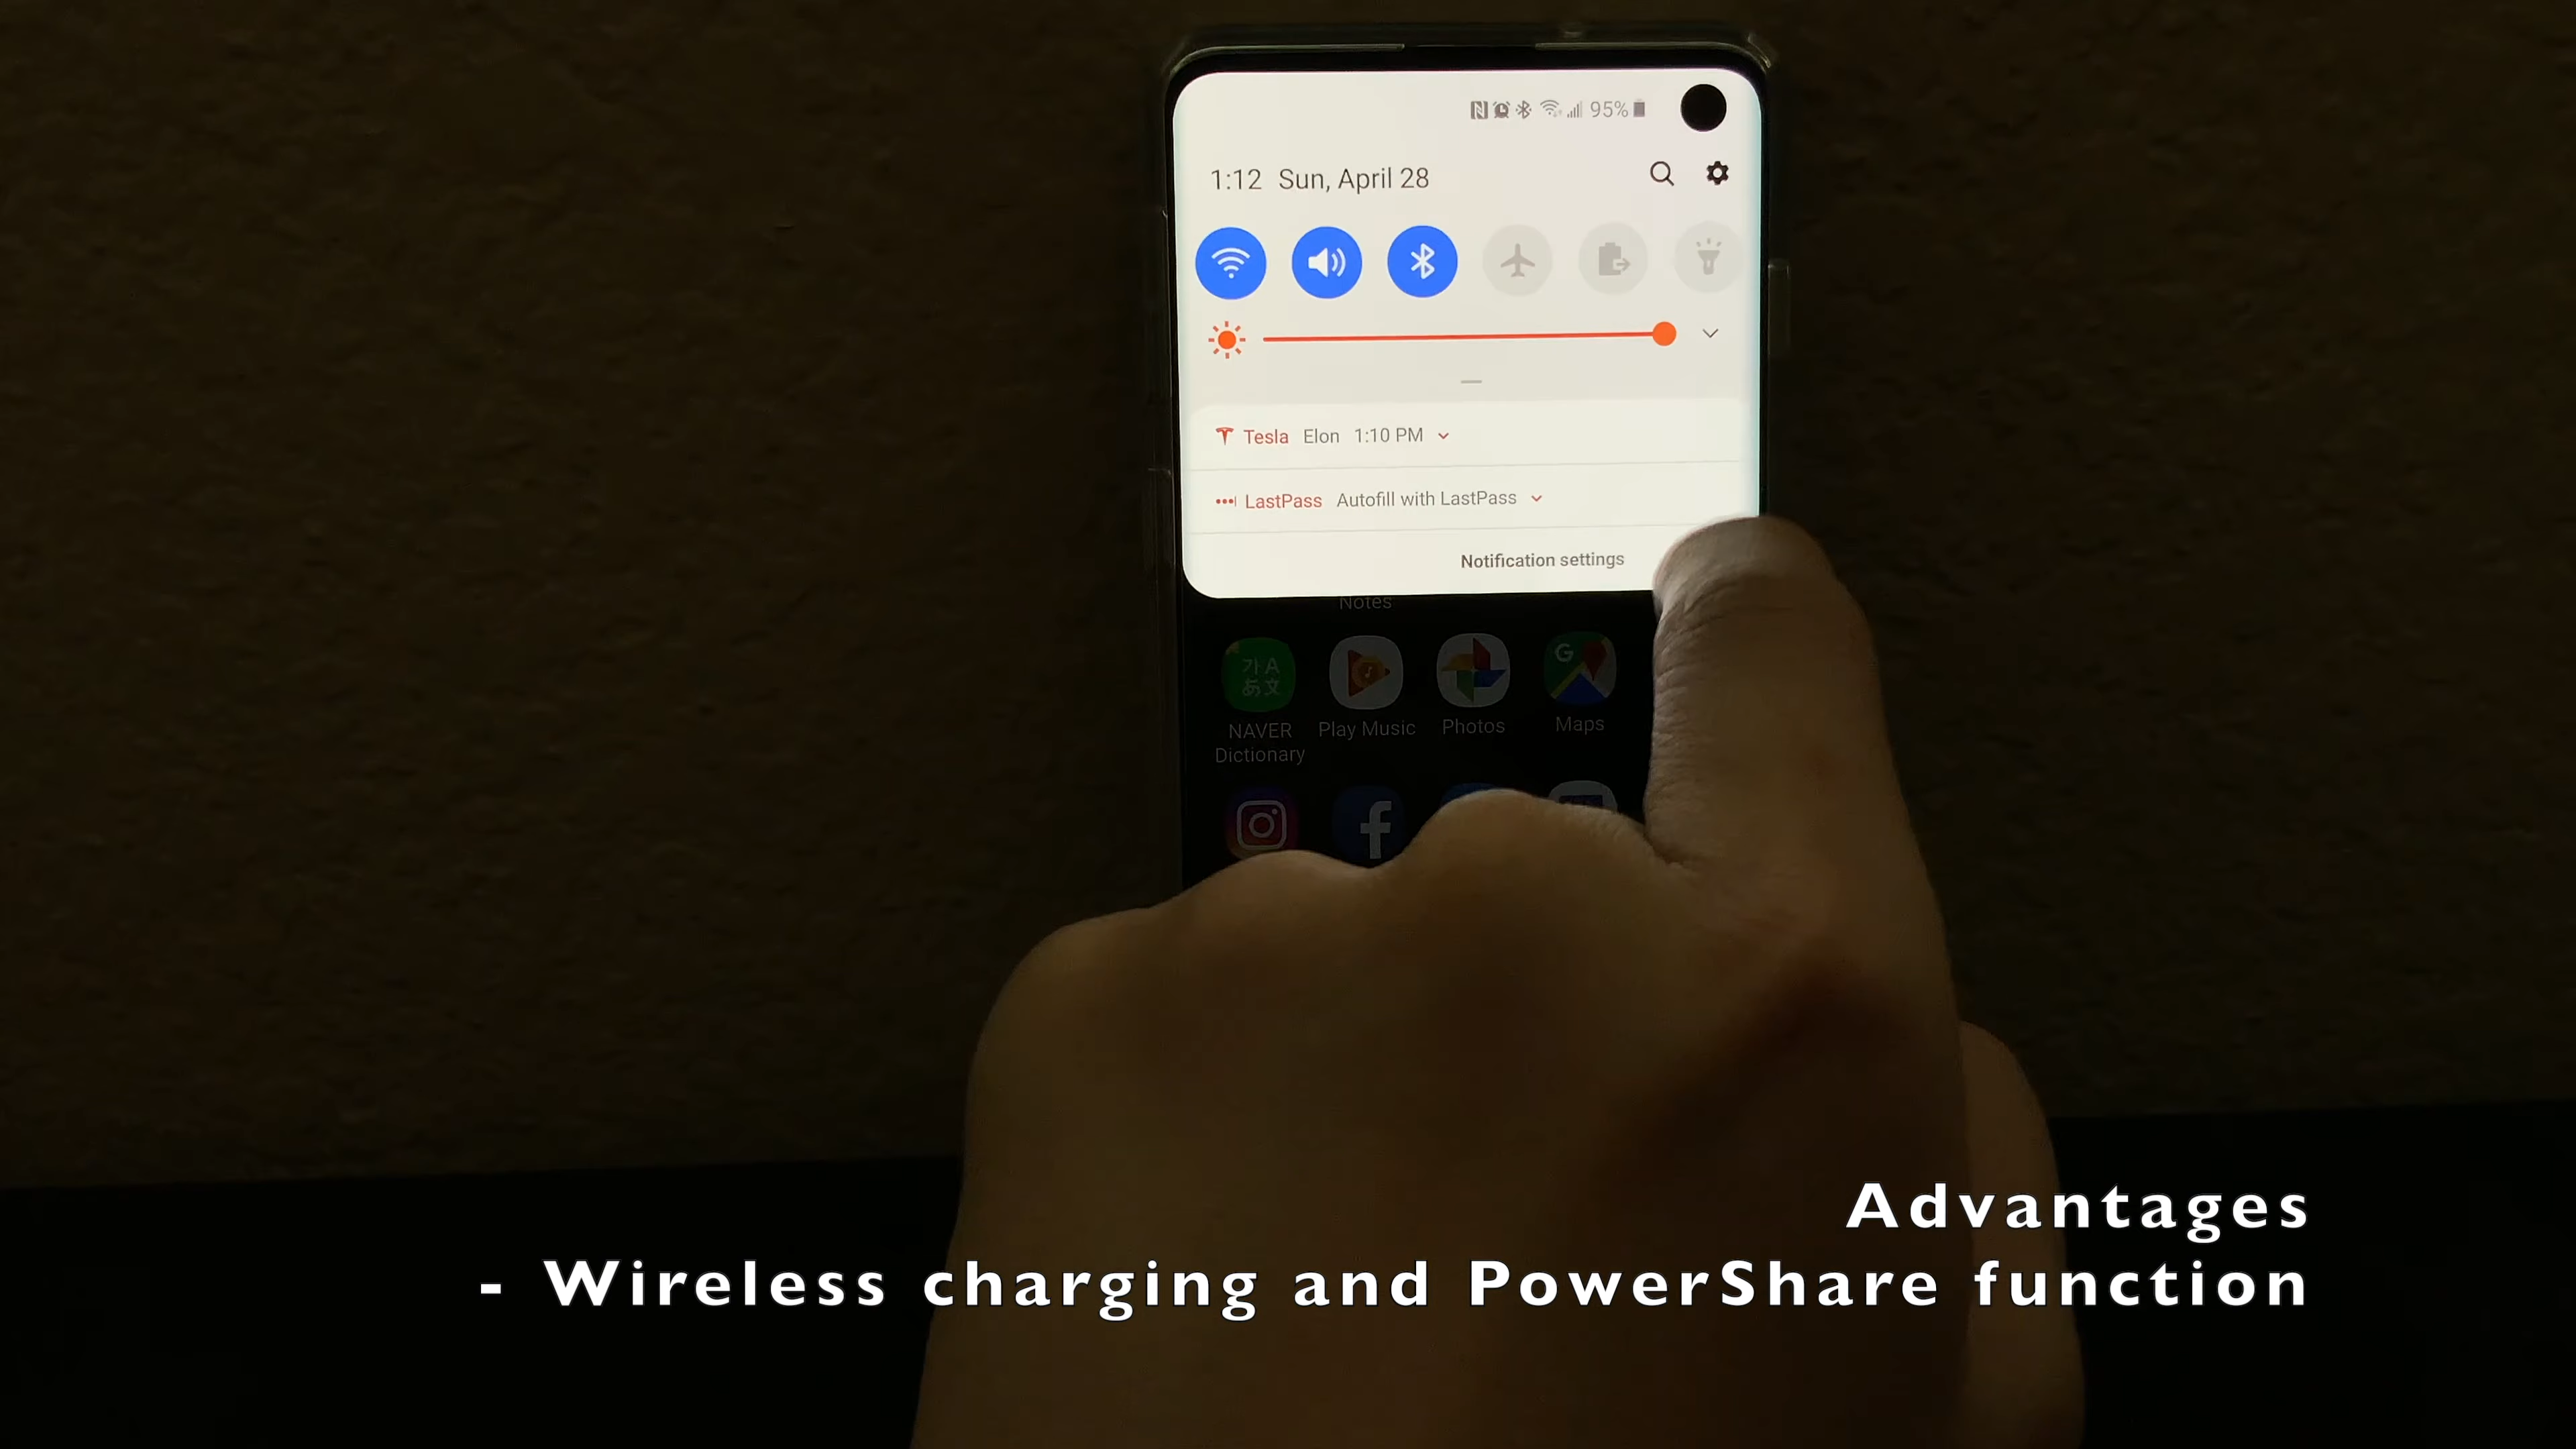 95%
1:12 Sun, April 28
Tesla Elon 1:10 PM
LastPass Autofill with LastPass
Notification settings
Notes
가 A
あ 文
G
NAVER
Dictionary
Play Music
Photos
Maps
Advantages
- Wireless charging and PowerShare function